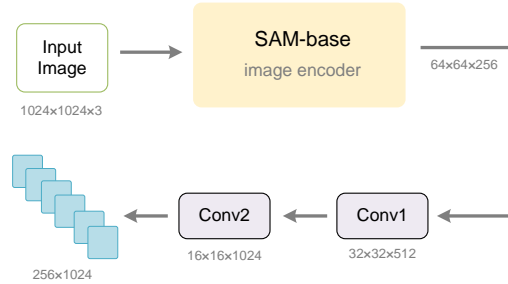 Input
Image
1024×1024×3
SAM-base
image encoder
64×64×256
Conv1
32×32×512
Conv2
16×16×1024
256×1024